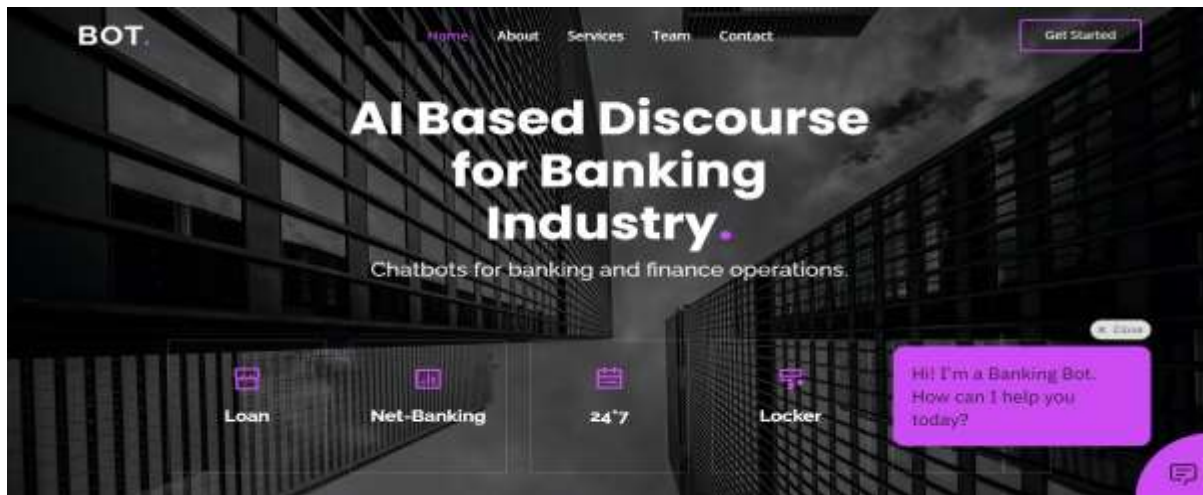 BOT.
Home About Services Team Contact
Get Started
AI Based Discourse
for Banking
Industry.
Chatbots for banking and finance operations.
× Close
Hi! I'm a Banking Bot.
How can I help you
today?
Loan Net-Banking 24*7 Locker